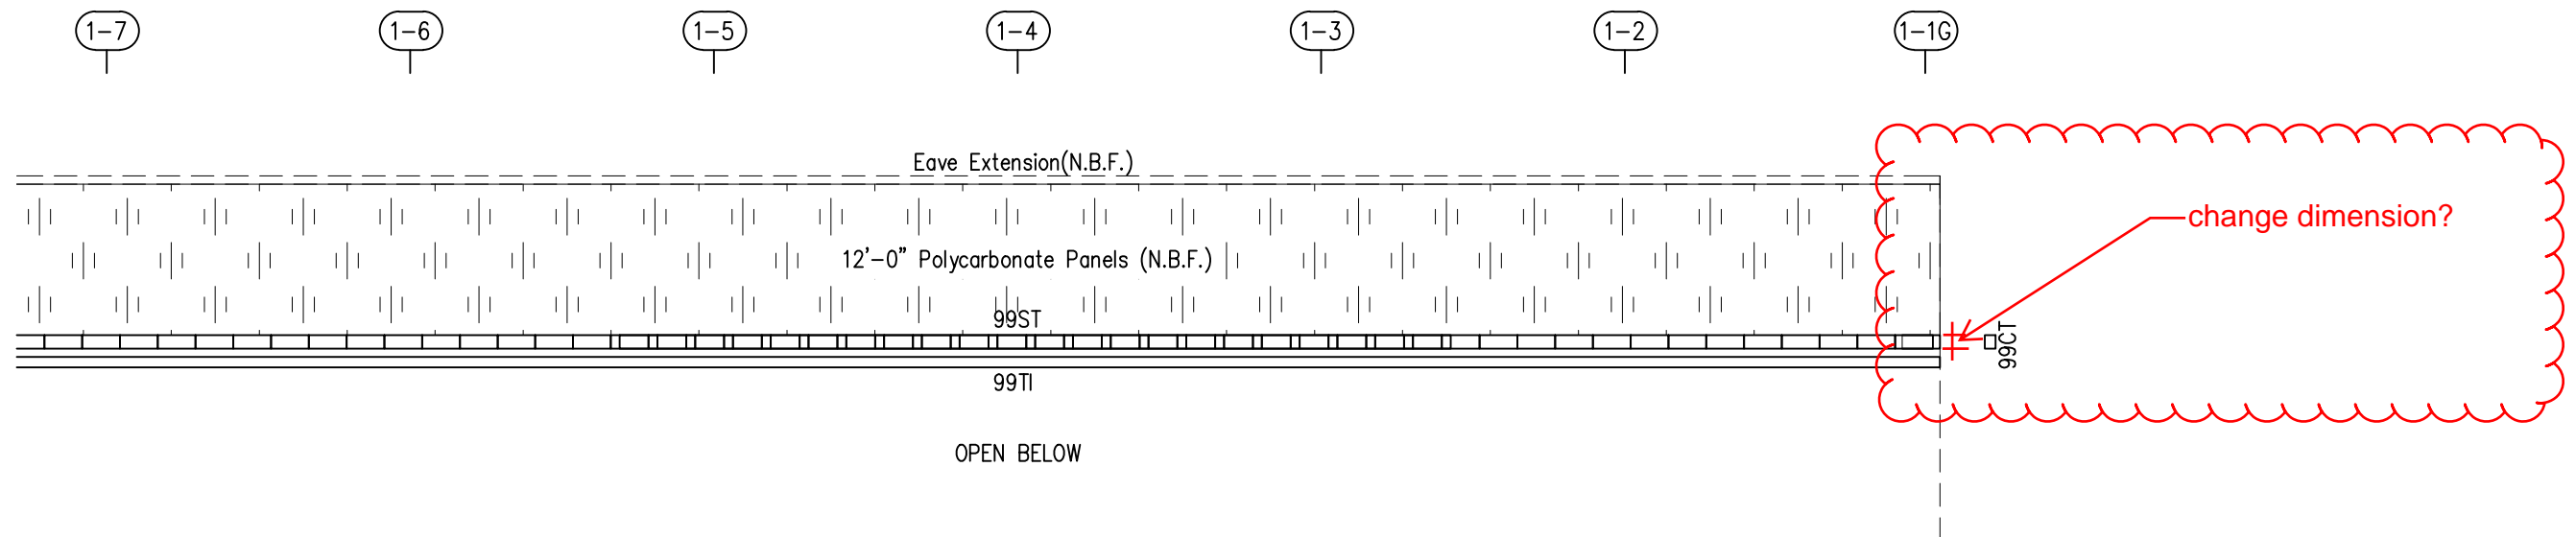 1-7 1-6 1-5 1-4 1-3 1-2 1-1G
Eave Extension(N.B.F.)
change dimension?
12'-0" Polycarbonate Panels (N.B.F.)
99ST
99CT
99TI
OPEN BELOW